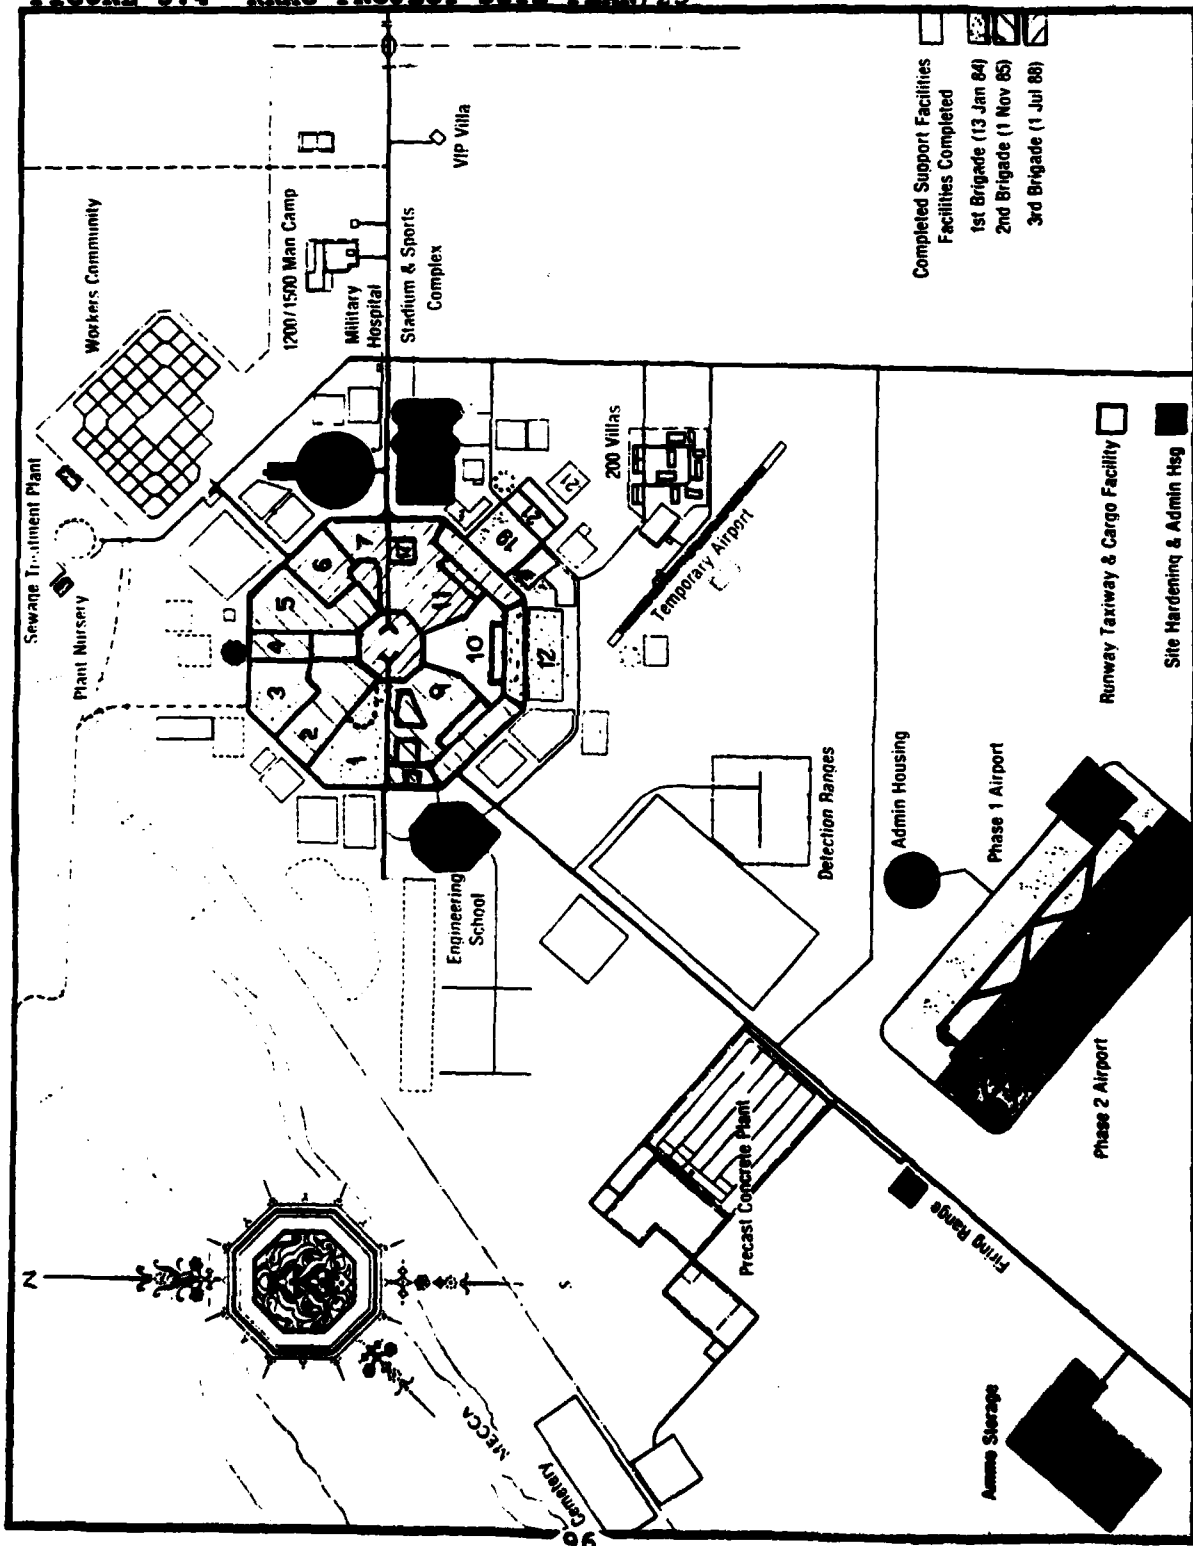 Sewage Treatment Plant
Plant Nursery
Workers Community
1200/1500 Man Camp
Military
Hospital
Stadium & Sports
Complex
VIP Villa
Completed Support Facilities
Facilities Completed
1st Brigade (13 Jan 84)
2nd Brigade (1 Nov 85)
3rd Brigade (1 Jul 88)
1
2
3
4
5
6
7
9
10
11
12
19
21
21
200 Villas
Temporary Airport
Engineering
School
Detection Ranges
Admin Housing
Phase 1 Airport
Phase 2 Airport
Runway Taxiway & Cargo Facility
Site Hardening & Admin Hsg
Precast Concrete Plant
Firing Range
Ammo Storage
Cemetery
MECCA
N
S
96